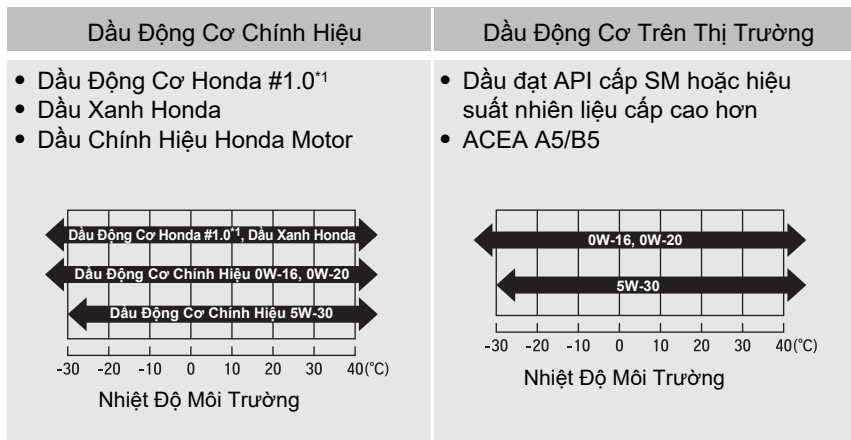 Dầu Động Cơ Chính Hiệu
• Dầu Động Cơ Honda #1.0*1
• Dầu Xanh Honda
• Dầu Chính Hiệu Honda Motor
Dầu Động Cơ Honda #1.0*1, Dầu Xanh Honda
Dầu Động Cơ Chính Hiệu 0W-16, 0W-20
Dầu Động Cơ Chính Hiệu 5W-30
-30 -20 -10 0 10 20 30 40(°C)
Nhiệt Độ Môi Trường
Dầu Động Cơ Trên Thị Trường
• Dầu đạt API cấp SM hoặc hiệu
suất nhiên liệu cấp cao hơn
• ACEA A5/B5
0W-16, 0W-20
5W-30
-30 -20 -10 0 10 20 30 40(°C)
Nhiệt Độ Môi Trường